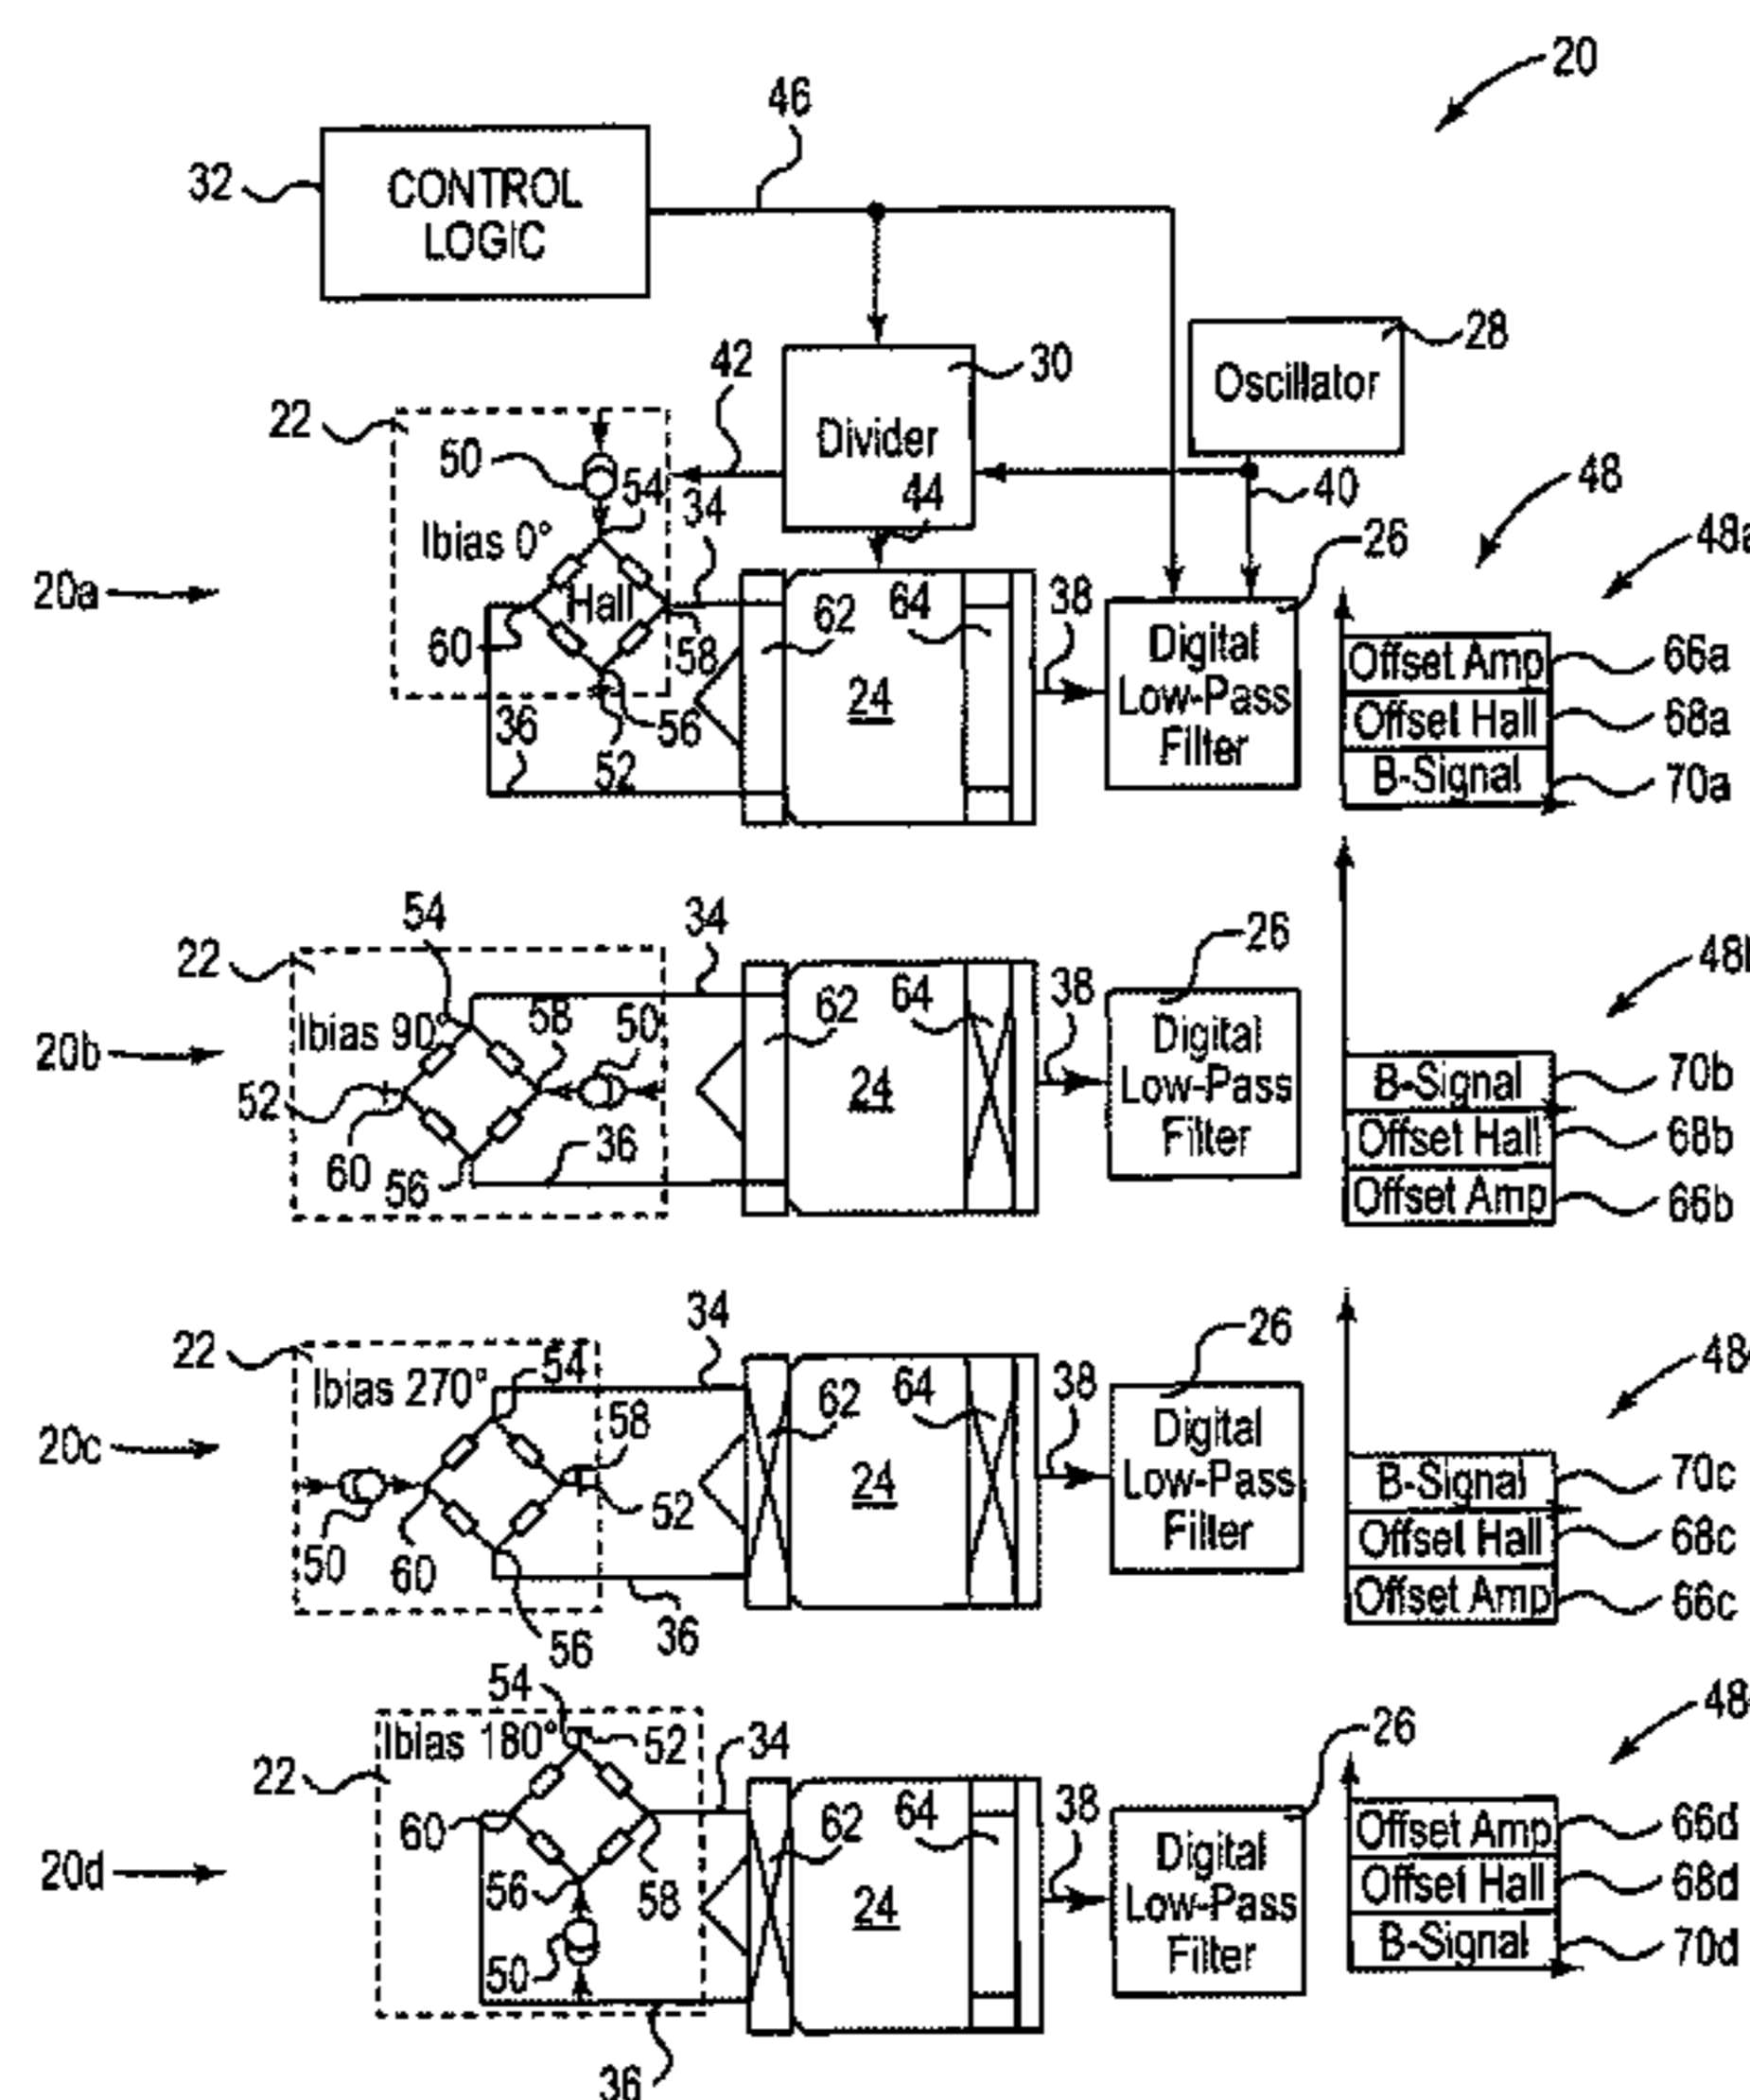 20
46
32
CONTROL
LOGIC
28
Oscillator
42
30
Divider
22
50
54
34
44
40
48
48a
Ibias 0°
26
20a
Hall
60
58
62
64
38
24
Digital
Low-Pass
Filter
Offset Amp
66a
Offset Hall
68a
B-Signal
70a
36
52
56
54
34
26
22
58
50
62
64
38
Ibias 90°
20b
52
24
Digital
Low-Pass
Filter
B-Signal
70b
Offset Hall
68b
Offset Amp
66b
60
56
36
34
26
22
Ibias 270°
54
58
62
64
38
48
20c
52
24
Digital
Low-Pass
Filter
B-Signal
70c
Offset Hall
68c
Offset Amp
66c
50
60
56
36
54
48
Ibias 180°
52
34
26
22
60
62
64
38
20d
56
58
24
Digital
Low-Pass
Filter
Offset Amp
66d
Offset Hall
68d
B-Signal
70d
50
36